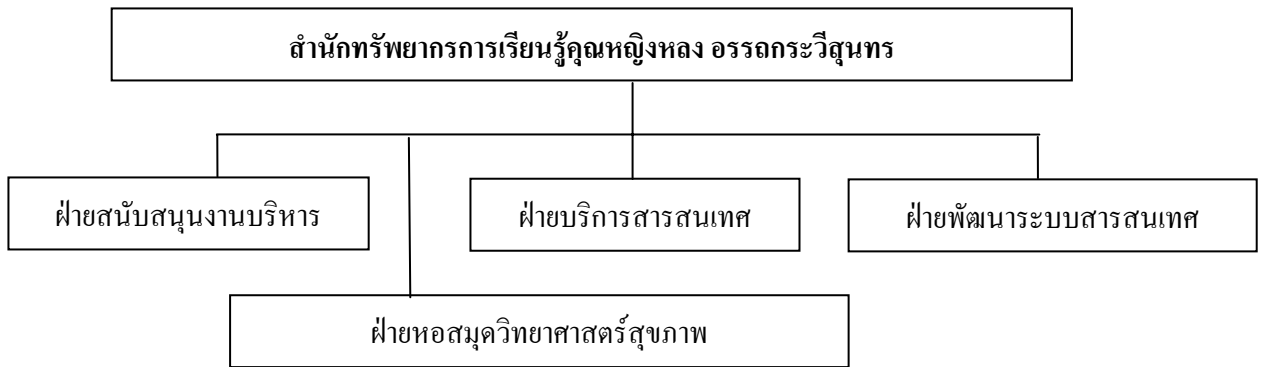 สำนักทรัพยากรการเรียนรู้คุณหญิงหลง อรรถกระวีสุนทร
ฝ่ายสนับสนุนงานบริหาร
ฝ่ายบริการสารสนเทศ
ฝ่ายพัฒนาระบบสารสนเทศ
ฝ่ายหอสมุดวิทยาศาสตร์สุขภาพ